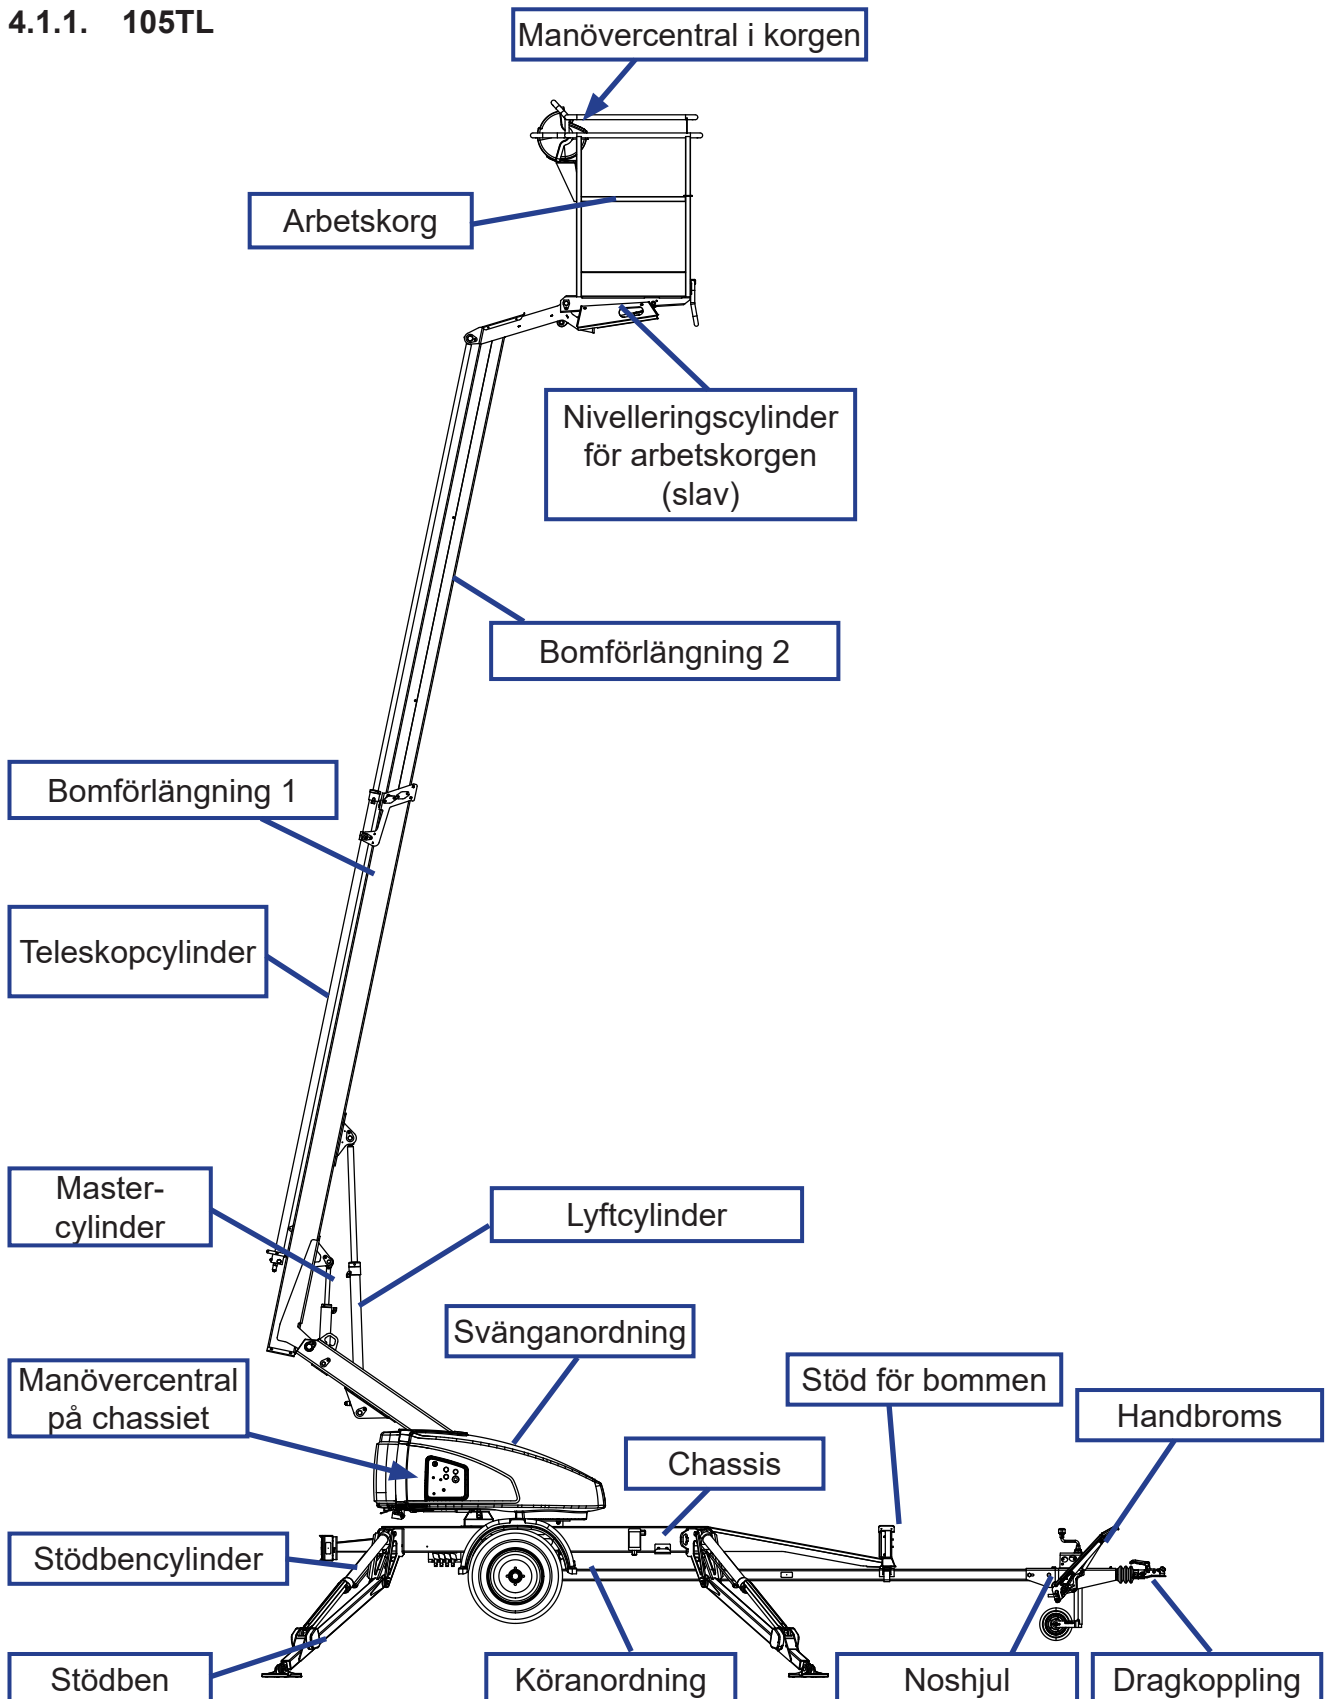 4.1.1. 105TL
Manövercentral i korgen
Arbetskorg
Nivelleringscylinder
för arbetskorgen
(slav)
Bomförlängning 2
Bomförlängning 1
Teleskopcylinder
Master-
cylinder
Lyftcylinder
Svänganordning
Manövercentral
på chassiet
Stöd för bommen
Handbroms
Chassis
Stödbencylinder
Stödben
Köranordning
Noshjul
Dragkoppling